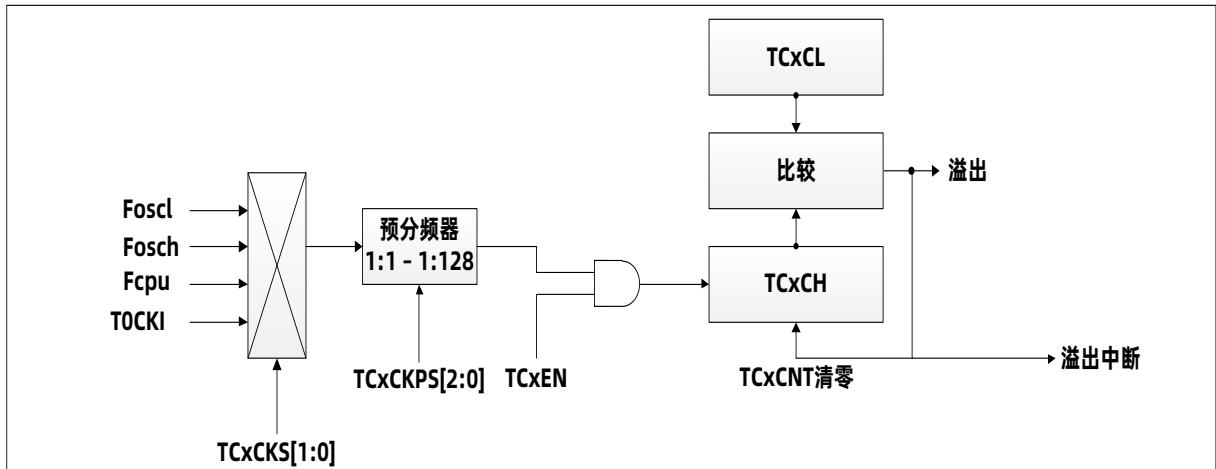 TCxCL
比较
溢出
Foscl
Fosch
Fcpu
T0CKI
预分频器
1:1 - 1:128
TCxCH
TCxCKPS[2:0]
TCxEN
TCxCNT清零
溢出中断
TCxCKS[1:0]